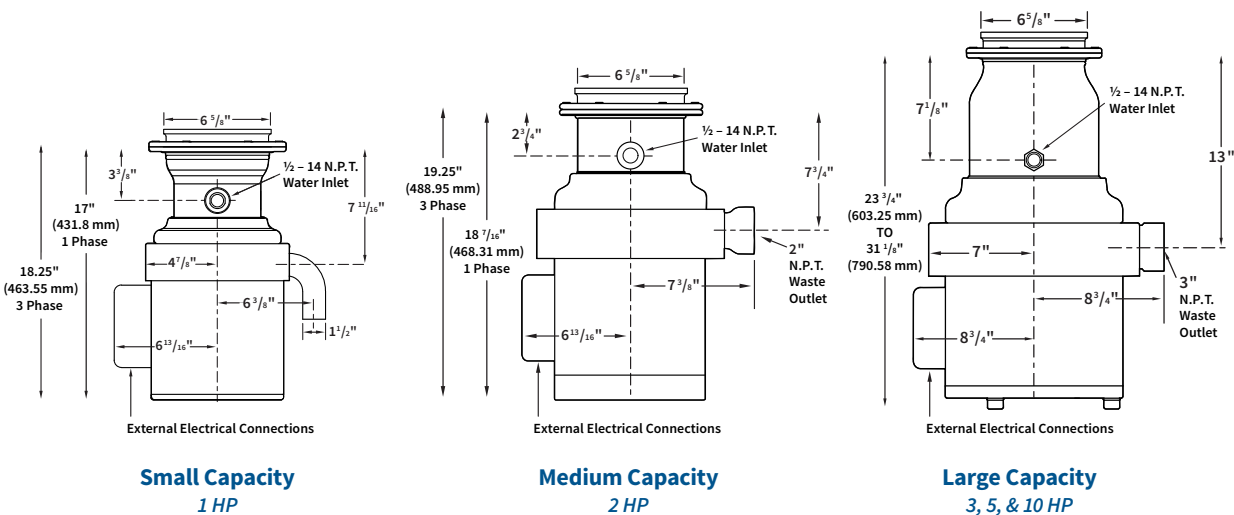 6 5/8"
½ – 14 N.P.T.
Water Inlet
3 3/8"
7 11/16"
17"
(431.8 mm)
1 Phase
18.25"
(463.55 mm)
3 Phase
4 7/8"
6 3/8"
1 1/2"
6 13/16"
External Electrical Connections
Small Capacity
1 HP
6 5/8"
½ – 14 N.P.T.
Water Inlet
2 3/4"
7 3/4"
19.25"
(488.95 mm)
3 Phase
18 7/16"
(468.31 mm)
1 Phase
2"
N.P.T.
Waste
Outlet
7 3/8"
6 13/16"
External Electrical Connections
Medium Capacity
2 HP
6 5/8"
½ – 14 N.P.T.
Water Inlet
7 1/8"
13"
23 3/4"
(603.25 mm)
TO
31 1/8"
(790.58 mm)
7"
8 3/4"
3"
N.P.T.
Waste
Outlet
8 3/4"
External Electrical Connections
Large Capacity
3, 5, & 10 HP